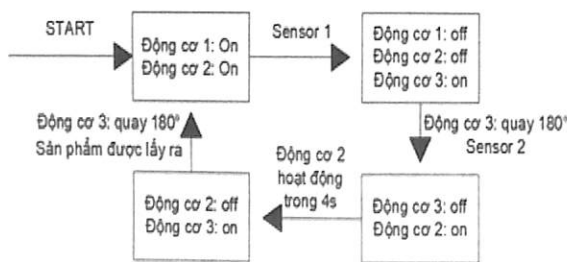 START
Động cơ 1: On
Động cơ 2: On
Sensor 1
Động cơ 1: off
Động cơ 2: off
Động cơ 3: on
Động cơ 3: quay 180°
Sensor 2
Động cơ 3: off
Động cơ 2: on
Động cơ 2
hoạt động
trong 4s
Động cơ 2: off
Động cơ 3: on
Động cơ 3: quay 180°
Sản phẩm được lấy ra